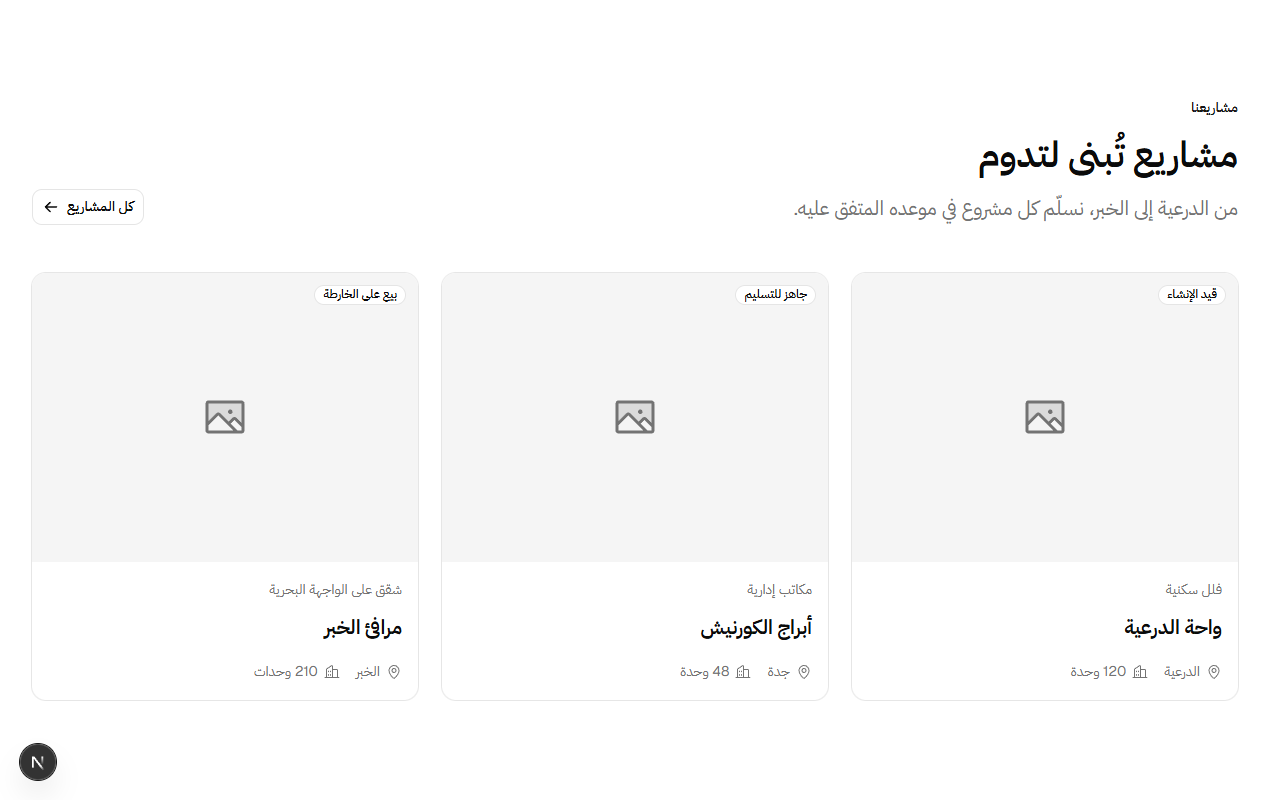 مشاريعنا
مشاريع تُبنى لتدوم
من الدرعية إلى الخبر، نسلّم كل مشروع في موعده المتفق عليه.
كل المشاريع
قيد الإنشاء
فلل سكنية
واحة الدرعية
الدرعية 120 وحدة
جاهز للتسليم
مكاتب إدارية
أبراج الكورنيش
جدة 48 وحدة
بيع على الخارطة
شقق على الواجهة البحرية
مرافئ الخبر
الخبر 210 وحدات
N